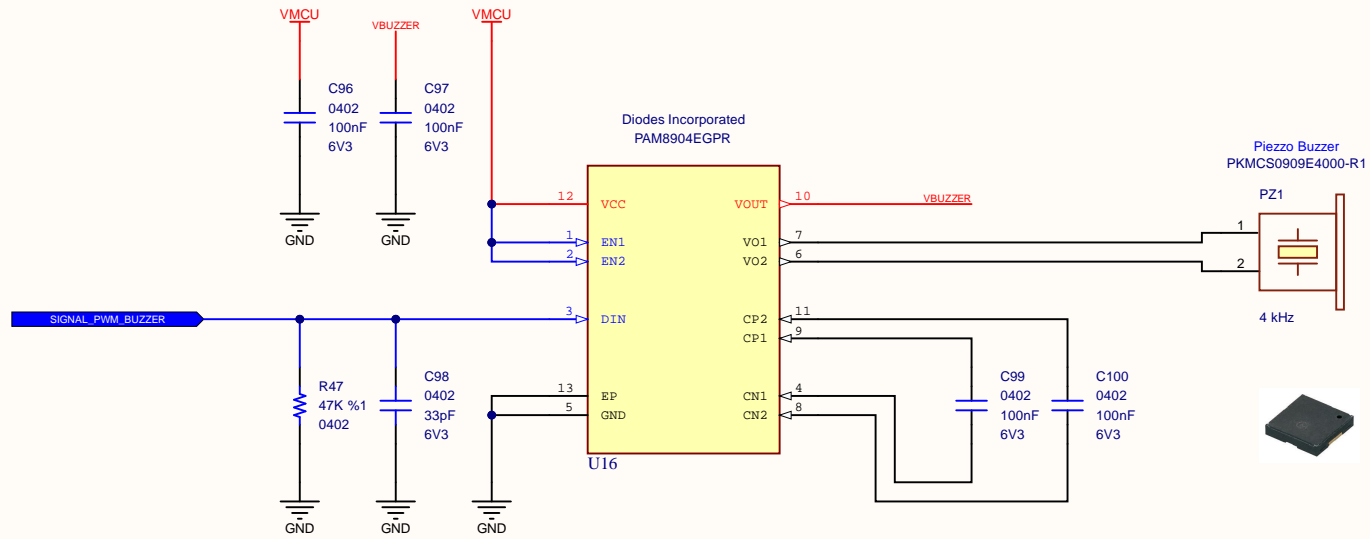 VMCU
VBUZZER
VMCU
C96
0402
100nF
6V3
C97
0402
100nF
6V3
GND
GND
Diodes Incorporated
PAM8904EGPR
12 VCC
1 EN1
2 EN2
3 DIN
13 EP
5 GND
VOUT 10
VBUZZER
VO1 7
VO2 6
CP2 11
CP1 9
CN1 4
CN2 8
U16
SIGNAL_PWM_BUZZER
R47
47K %1
0402
C98
0402
33pF
6V3
GND
GND
GND
C99
0402
100nF
6V3
C100
0402
100nF
6V3
Piezzo Buzzer
PKMCS0909E4000-R1
PZ1
1
2
4 kHz